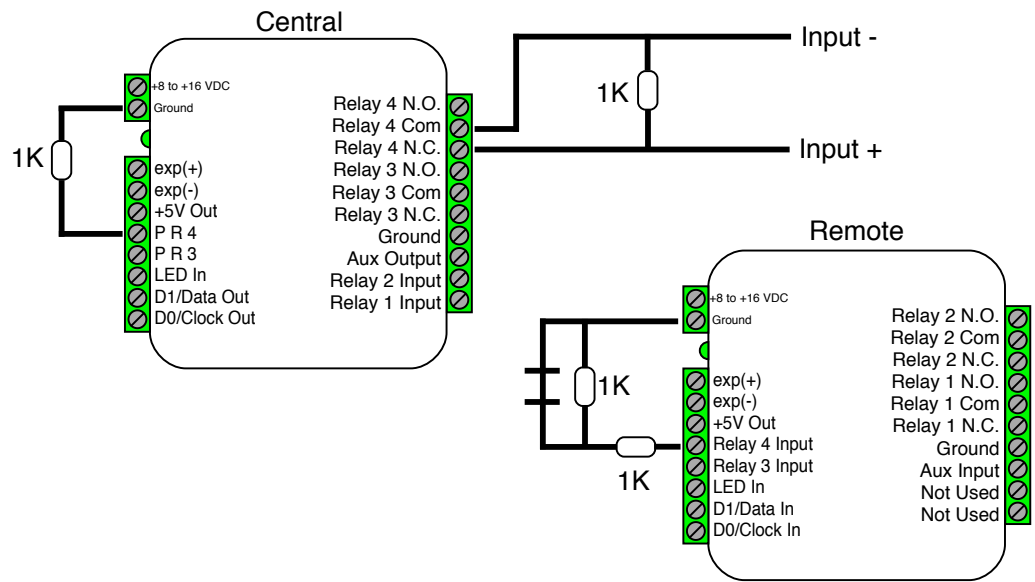 Central
+8 to +16 VDC
Ground
1K
exp(+)
exp(-)
+5V Out
P R 4
P R 3
LED In
D1/Data Out
D0/Clock Out
Relay 4 N.O.
Relay 4 Com
Relay 4 N.C.
Relay 3 N.O.
Relay 3 Com
Relay 3 N.C.
Ground
Aux Output
Relay 2 Input
Relay 1 Input
Input -
1K
Input +
Remote
+8 to +16 VDC
Ground
1K
1K
exp(+)
exp(-)
+5V Out
Relay 4 Input
Relay 3 Input
LED In
D1/Data In
D0/Clock In
Relay 2 N.O.
Relay 2 Com
Relay 2 N.C.
Relay 1 N.O.
Relay 1 Com
Relay 1 N.C.
Ground
Aux Input
Not Used
Not Used